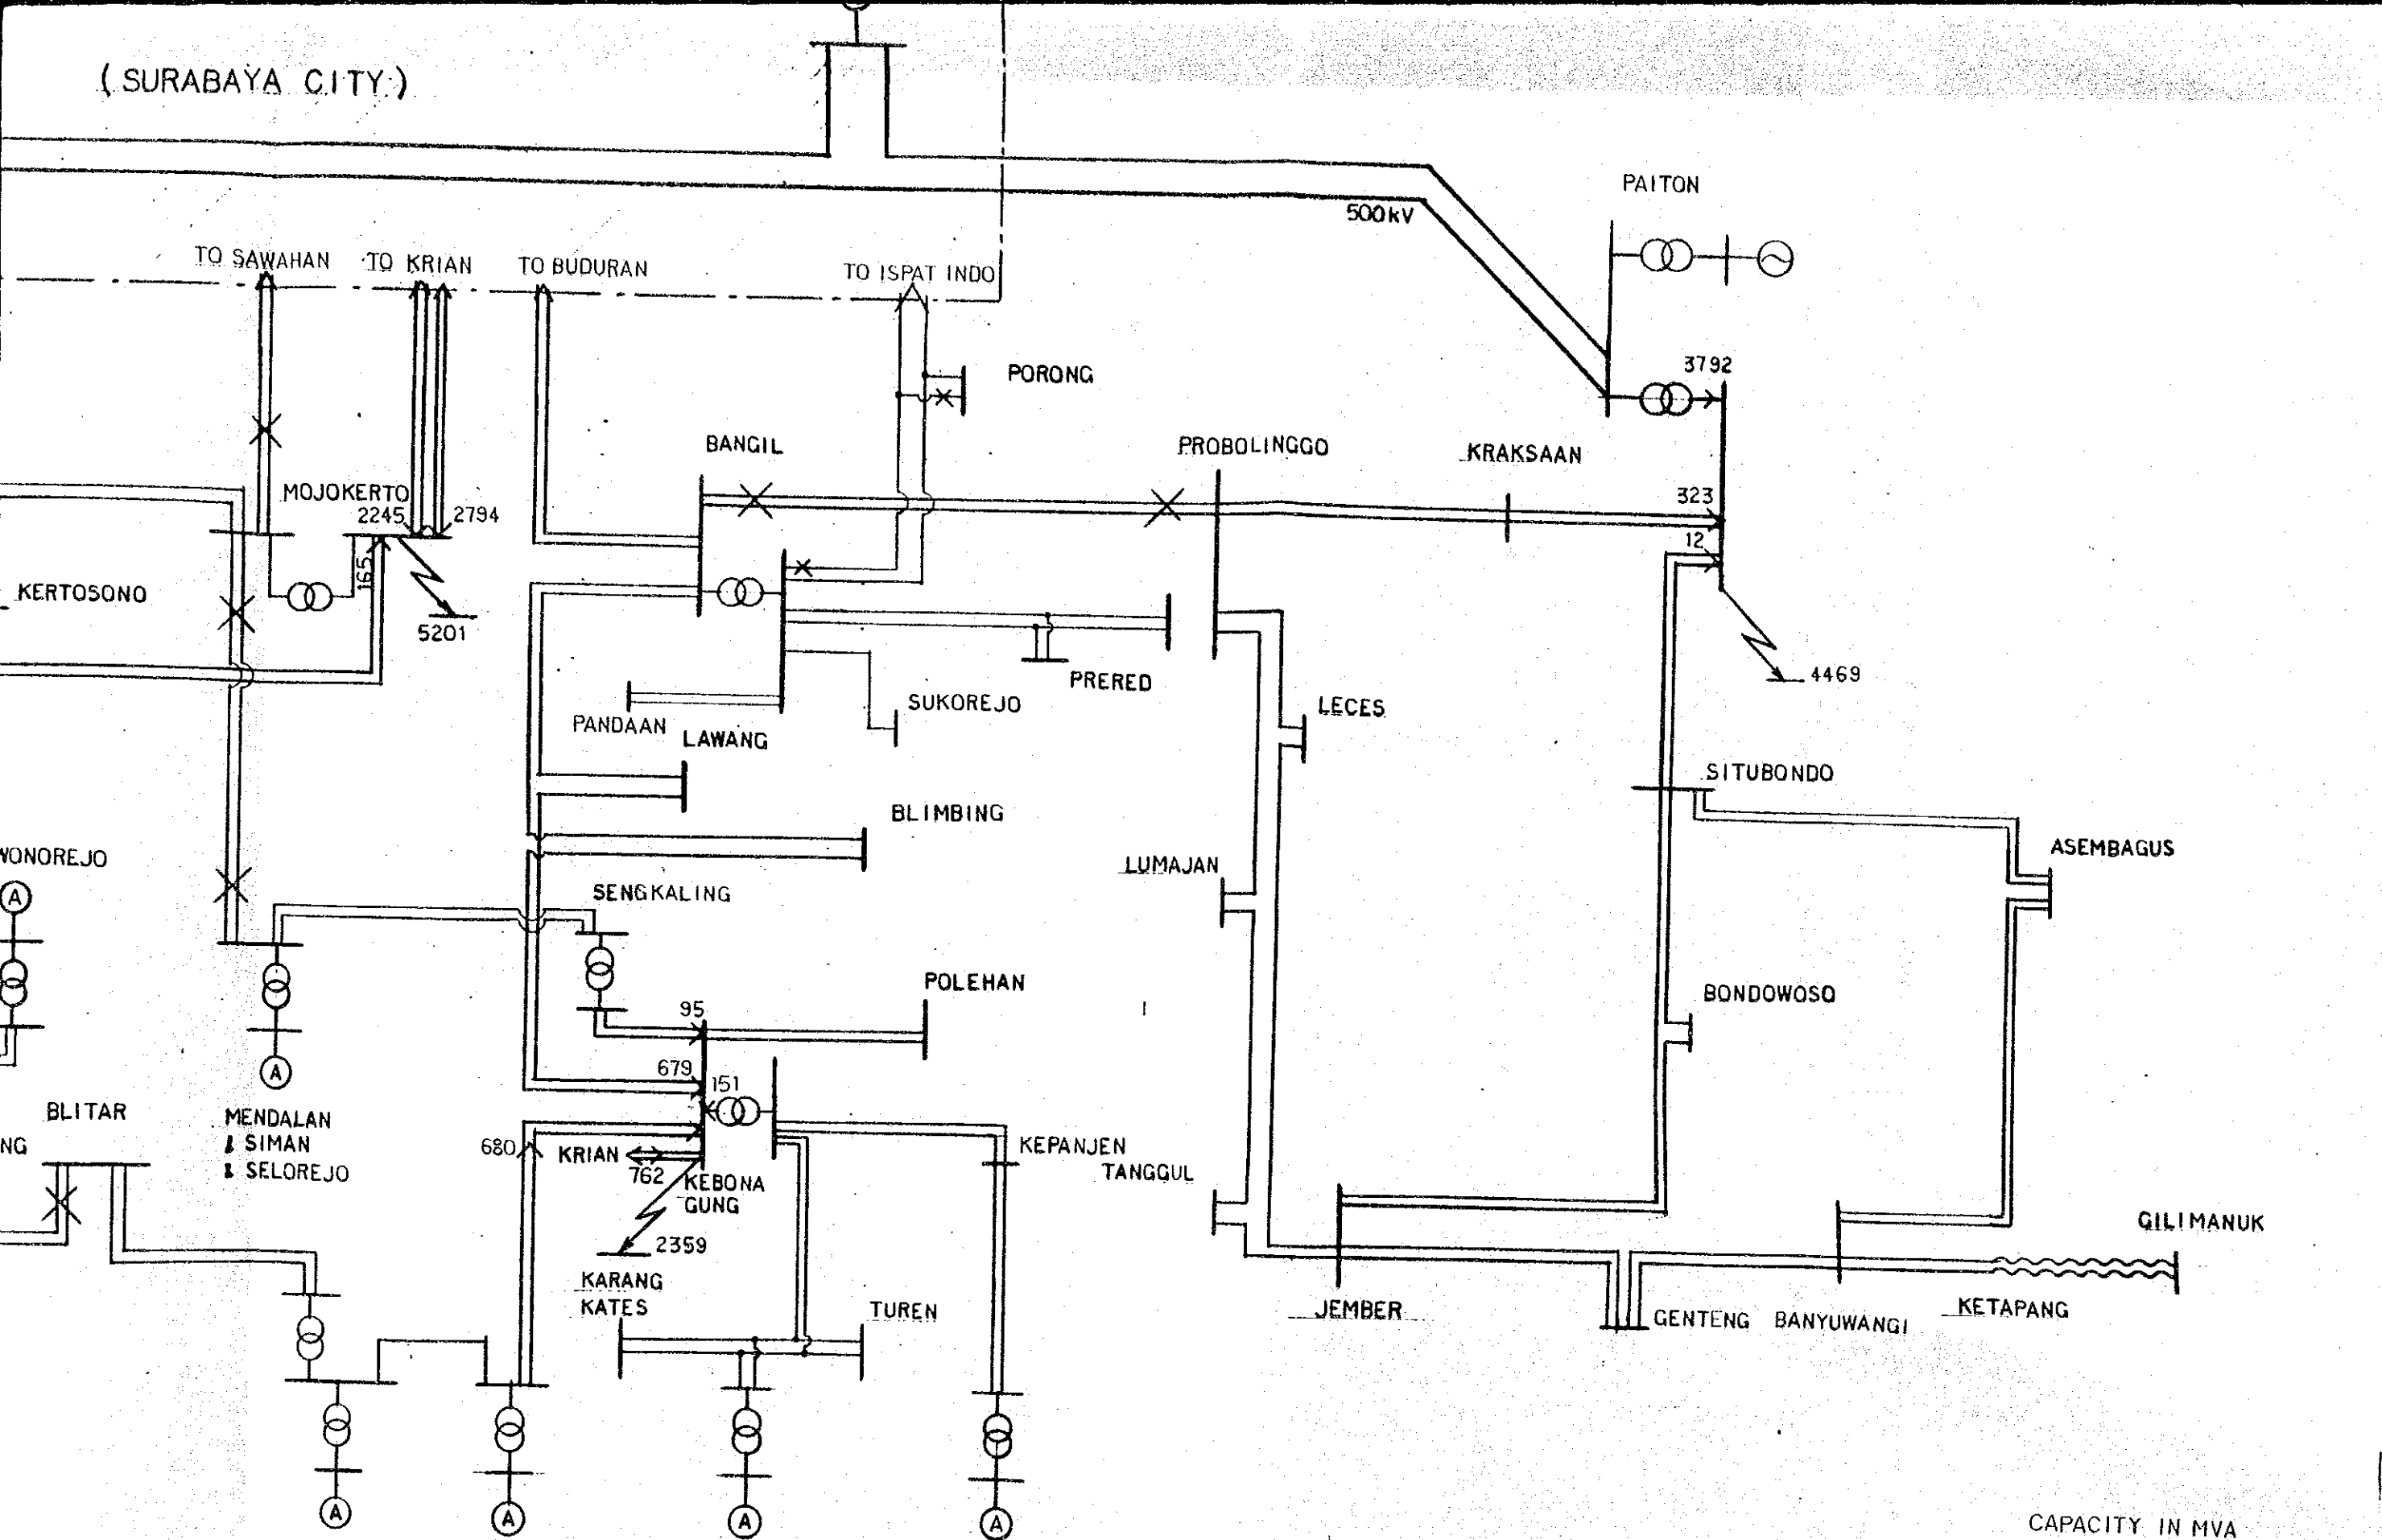 ( SURABAYA CITY )
PAITON
500kV
TO SAWAHAN
TO KRIAN
TO BUDURAN
TO ISPAT INDO
3792
PORONG
BANGIL
PROBOLINGGO
KRAKSAAN
MOJOKERTO
2245
2794
323
12
165
KERTOSONO
5201
4469
PRERED
SUKOREJO
LECES
PANDAAN
LAWANG
SITUBONDO
BLIMBING
WONOREJO
A
LUMAJAN
ASEMBAGUS
SENGKALING
POLEHAN
BONDOWOSO
95
679
151
A
BLITAR
MENDALAN
& SIMAN
& SELOREJO
NG
680
KRIAN
762
KEBONA
GUNG
KEPANJEN
TANGGUL
2359
GILIMANUK
KARANG
KATES
TUREN
JEMBER
GENTENG
BANYUWANGI
KETAPANG
A
A
A
A
CAPACITY IN MVA